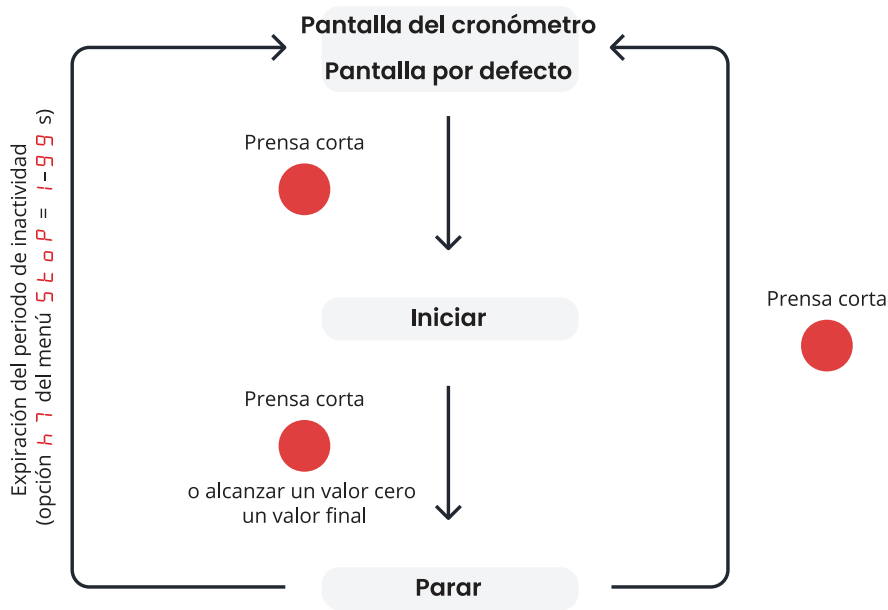 Pantalla del cronómetro
Pantalla por defecto
Prensa corta
Iniciar
Prensa corta
Prensa corta
o alcanzar un valor cero
un valor final
Parar
Expiración del periodo de inactividad
(opción h7 del menú StoP = 1-99 s)